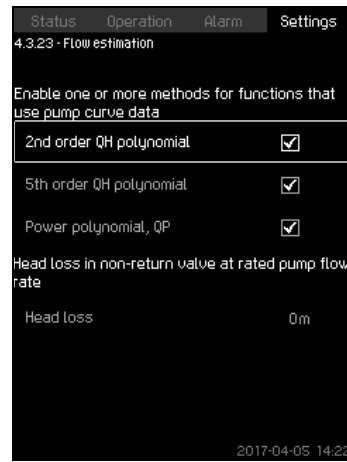 Status Operation Alarm Settings
4.3.23 - Flow estimation
Enable one or more methods for functions that
use pump curve data
2nd order QH polynomial
5th order QH polynomial
Power polynomial, QP
Head loss in non-return valve at rated pump flow
rate
Head loss 0m
2017-04-05 14:22